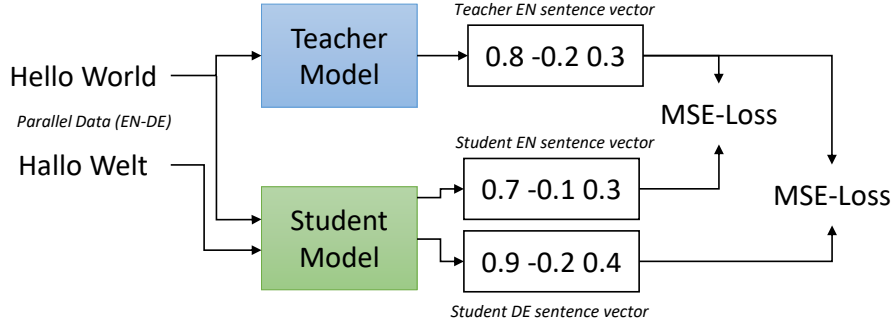 Teacher EN sentence vector
Teacher
Model
0.8 -0.2 0.3
Hello World
Parallel Data (EN-DE)
Hallo Welt
MSE-Loss
Student EN sentence vector
0.7 -0.1 0.3
MSE-Loss
Student
Model
0.9 -0.2 0.4
Student DE sentence vector